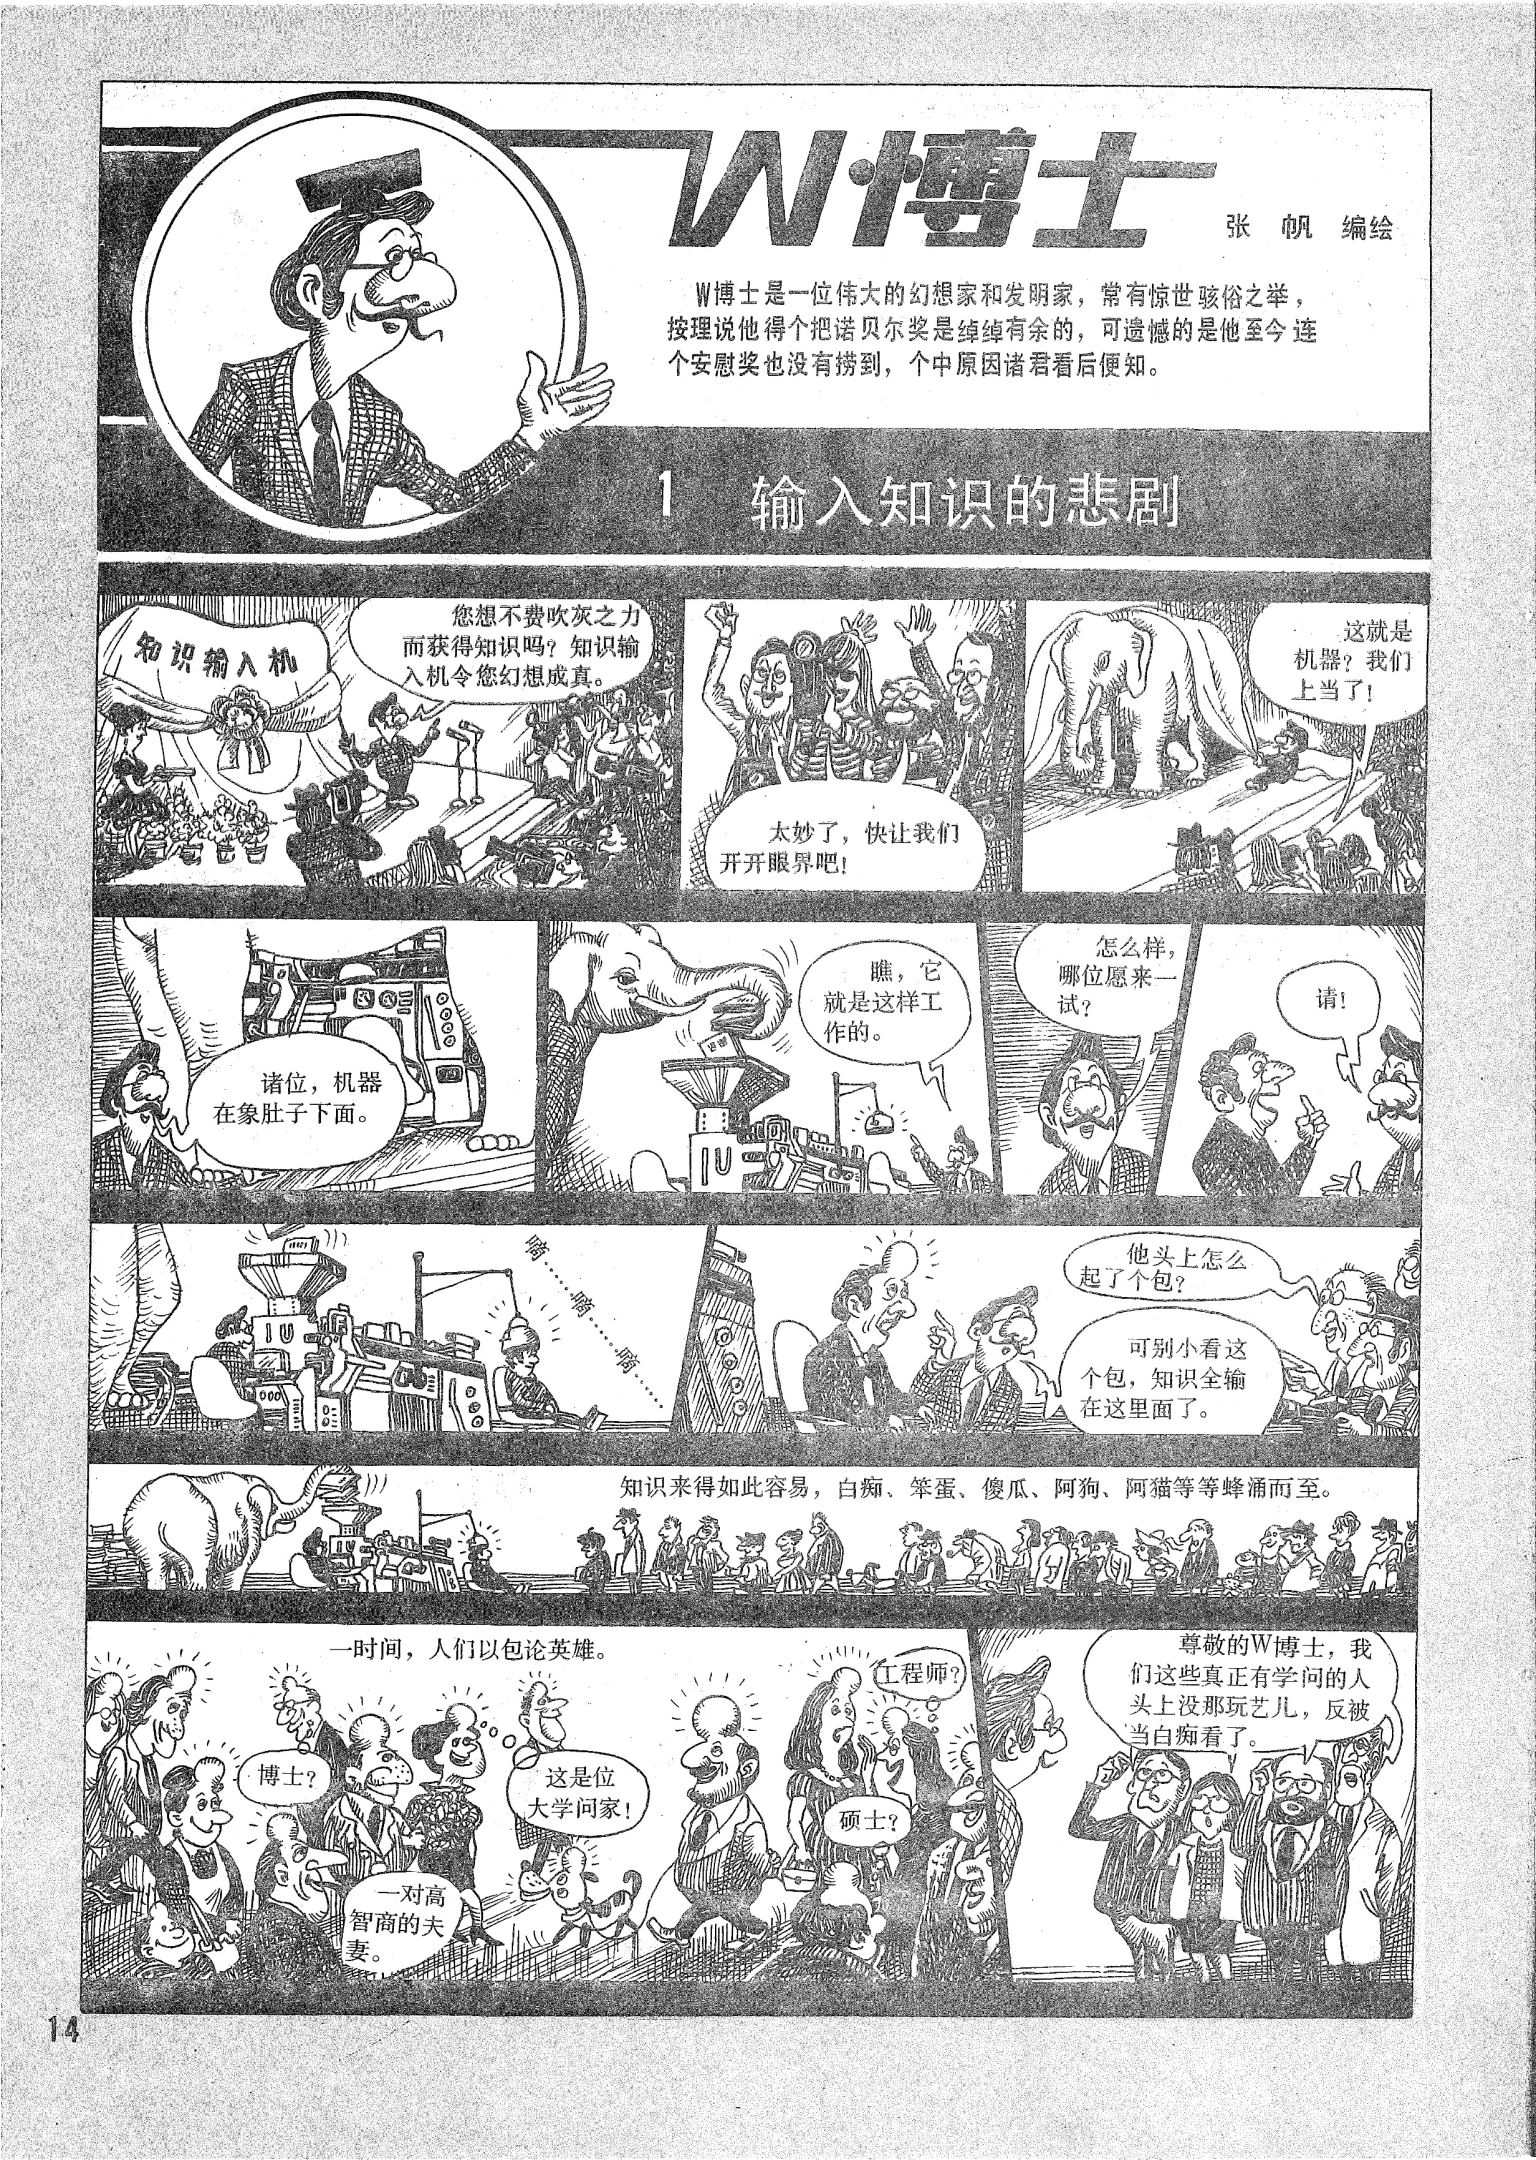 W博士
张 帆 编绘
W博士是一位伟大的幻想家和发明家，常有惊世骇俗之举，
按理说他得个把诺贝尔奖是绰绰有余的，可遗憾的是他至今连
个安慰奖也没有捞到，个中原因诸君看后便知。
1 输入知识的悲剧
知识输入机
您想不费吹灰之力
而获得知识吗？知识输
入机令您幻想成真。
太妙了，快让我们
开开眼界吧！
这就是
机器？我们
上当了！
诸位，机器
在象肚子下面。
瞧，它
就是这样工
作的。
IU
怎么样，
哪位愿来一
试？
请！
IU
嘀……嘀……嘀……
他头上怎么
起了个包？
可别小看这
个包，知识全输
在这里面了。
知识来得如此容易，白痴、笨蛋、傻瓜、阿狗、阿猫等等蜂涌而至。
一时间，人们以包论英雄。
博士？
一对高
智商的夫
妻。
这是位
大学问家！
工程师？
硕士？
尊敬的W博士，我
们这些真正有学问的人
头上没那玩艺儿，反被
当白痴看了。
14